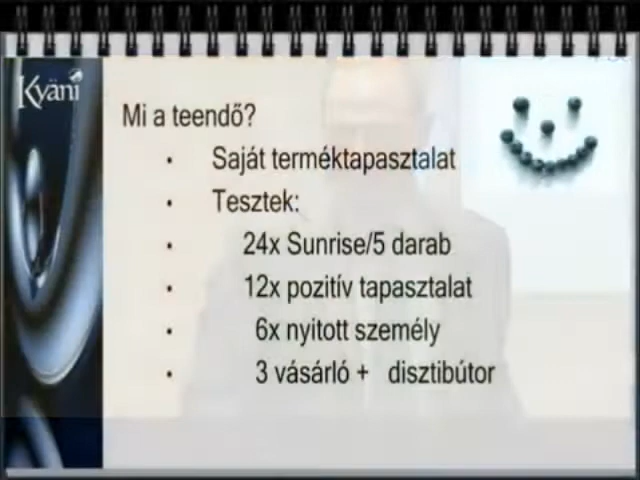 Kyäni
Mi a teendő?
• Saját terméktapasztalat
• Tesztek:
• 24x Sunrise/5 darab
• 12x pozitív tapasztalat
• 6x nyitott személy
• 3 vásárló + disztibútor